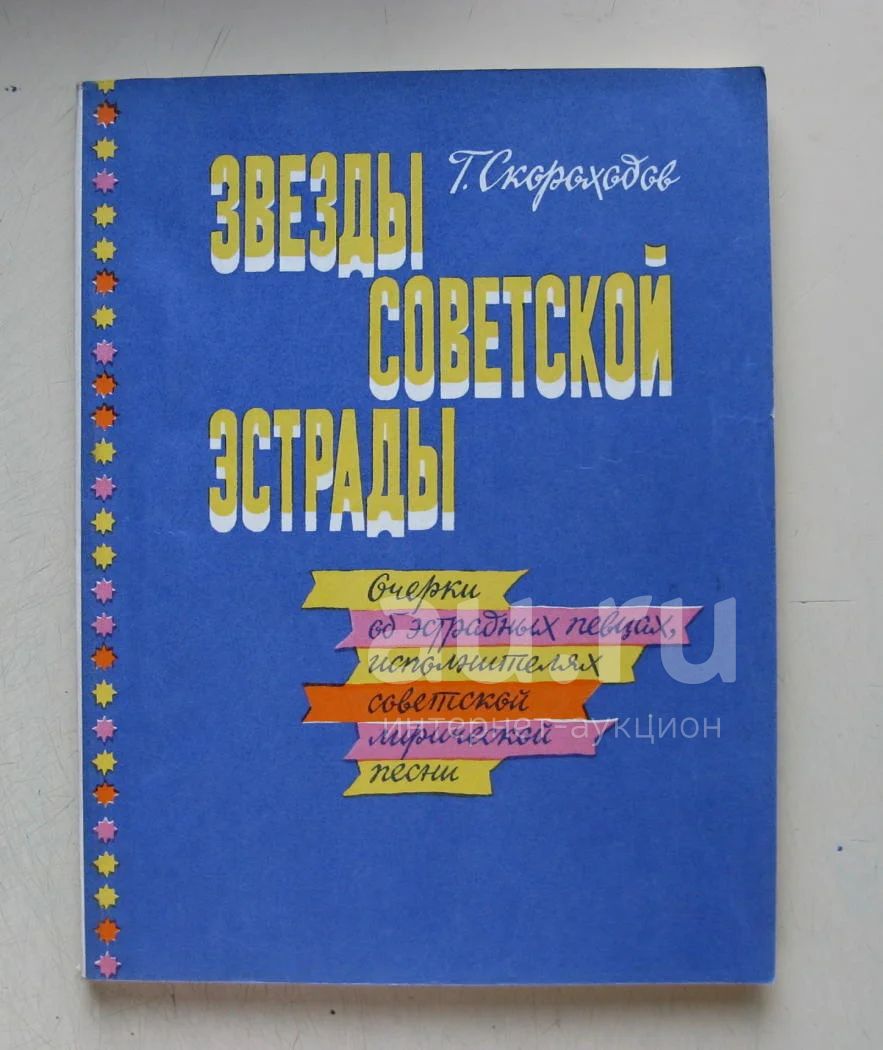 Г. Скороходов
ЗВЕЗДЫ
СОВЕТСКОЙ
ЭСТРАДЫ
Очерки
об эстрадных певцах,
исполнителях
советской
лирической
песни
au.ru
интернет-аукцион